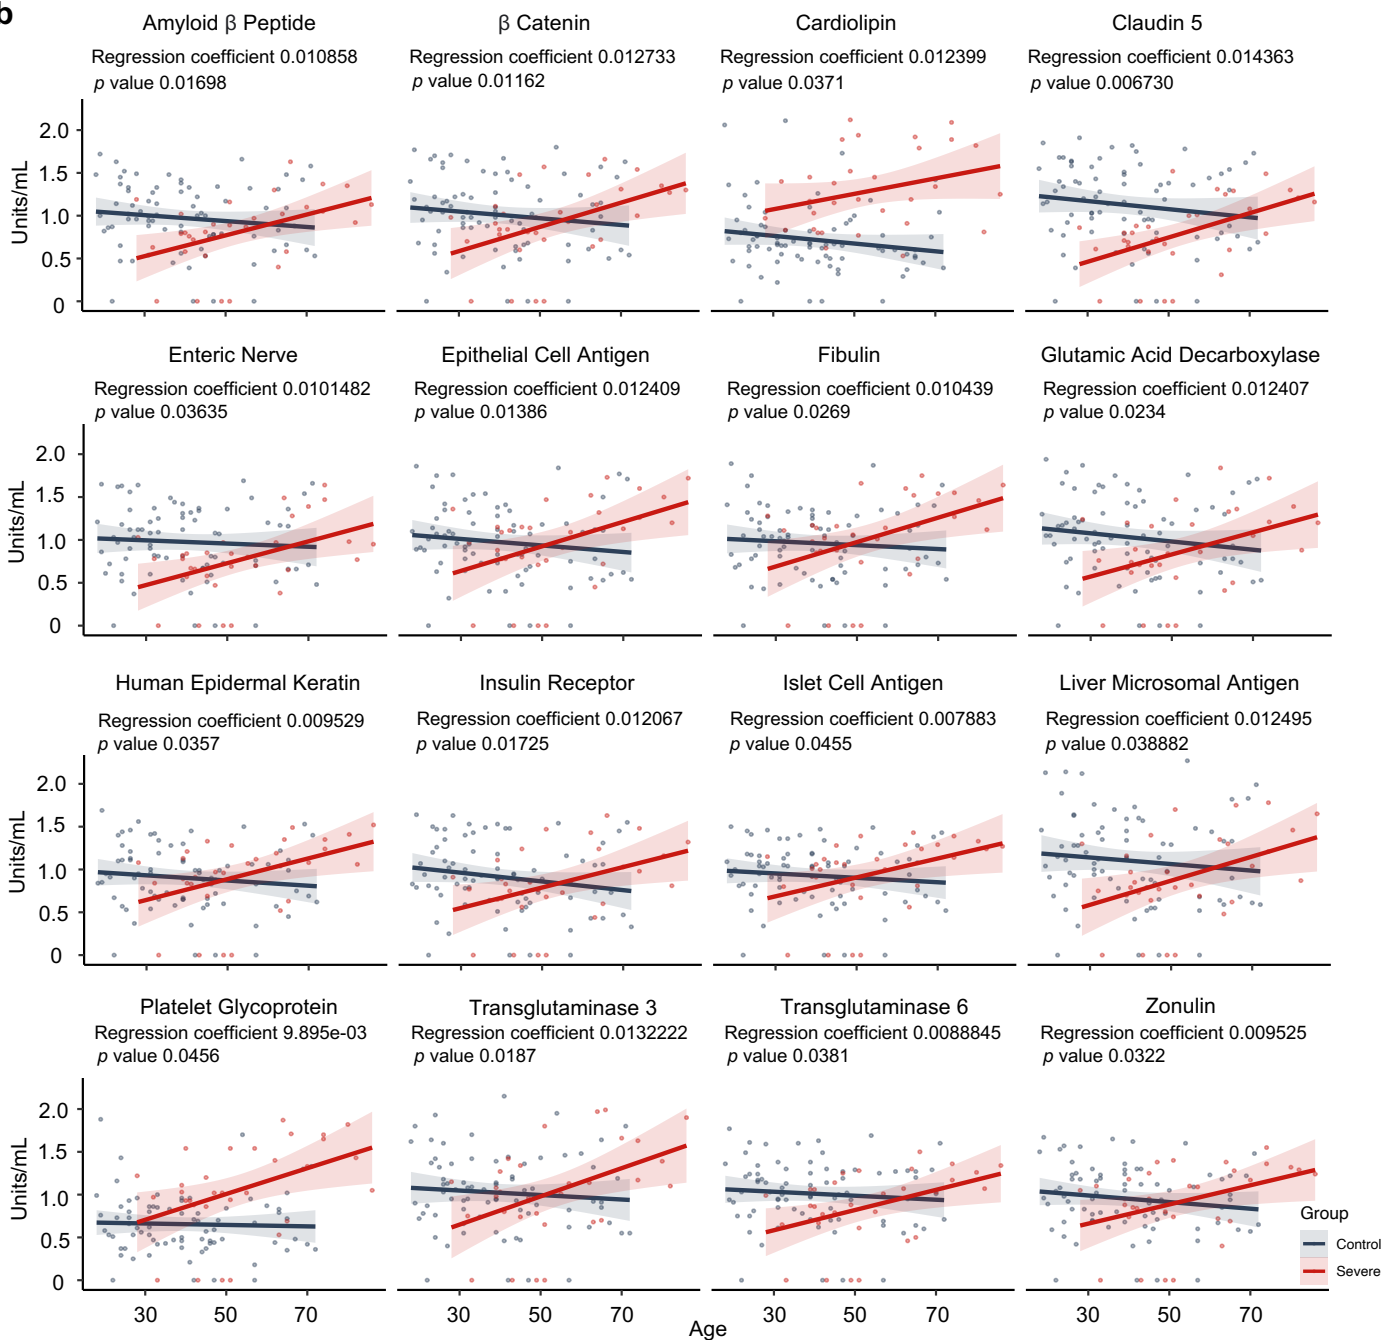 b
Amyloid β Peptide
Regression coefficient 0.010858
p value 0.01698
β Catenin
Regression coefficient 0.012733
p value 0.01162
Cardiolipin
Regression coefficient 0.012399
p value 0.0371
Claudin 5
Regression coefficient 0.014363
p value 0.006730
Units/mL
2.0
1.5
1.0
0.5
0
Enteric Nerve
Regression coefficient 0.0101482
p value 0.03635
Epithelial Cell Antigen
Regression coefficient 0.012409
p value 0.01386
Fibulin
Regression coefficient 0.010439
p value 0.0269
Glutamic Acid Decarboxylase
Regression coefficient 0.012407
p value 0.0234
Units/mL
2.0
1.5
1.0
0.5
0
Human Epidermal Keratin
Regression coefficient 0.009529
p value 0.0357
Insulin Receptor
Regression coefficient 0.012067
p value 0.01725
Islet Cell Antigen
Regression coefficient 0.007883
p value 0.0455
Liver Microsomal Antigen
Regression coefficient 0.012495
p value 0.038882
Units/mL
2.0
1.5
1.0
0.5
0
Platelet Glycoprotein
Regression coefficient 9.895e-03
p value 0.0456
Transglutaminase 3
Regression coefficient 0.0132222
p value 0.0187
Transglutaminase 6
Regression coefficient 0.0088845
p value 0.0381
Zonulin
Regression coefficient 0.009525
p value 0.0322
Units/mL
2.0
1.5
1.0
0.5
0
Group
Control
Severe
30 50 70 30 50 70 30 50 70 30 50 70
Age